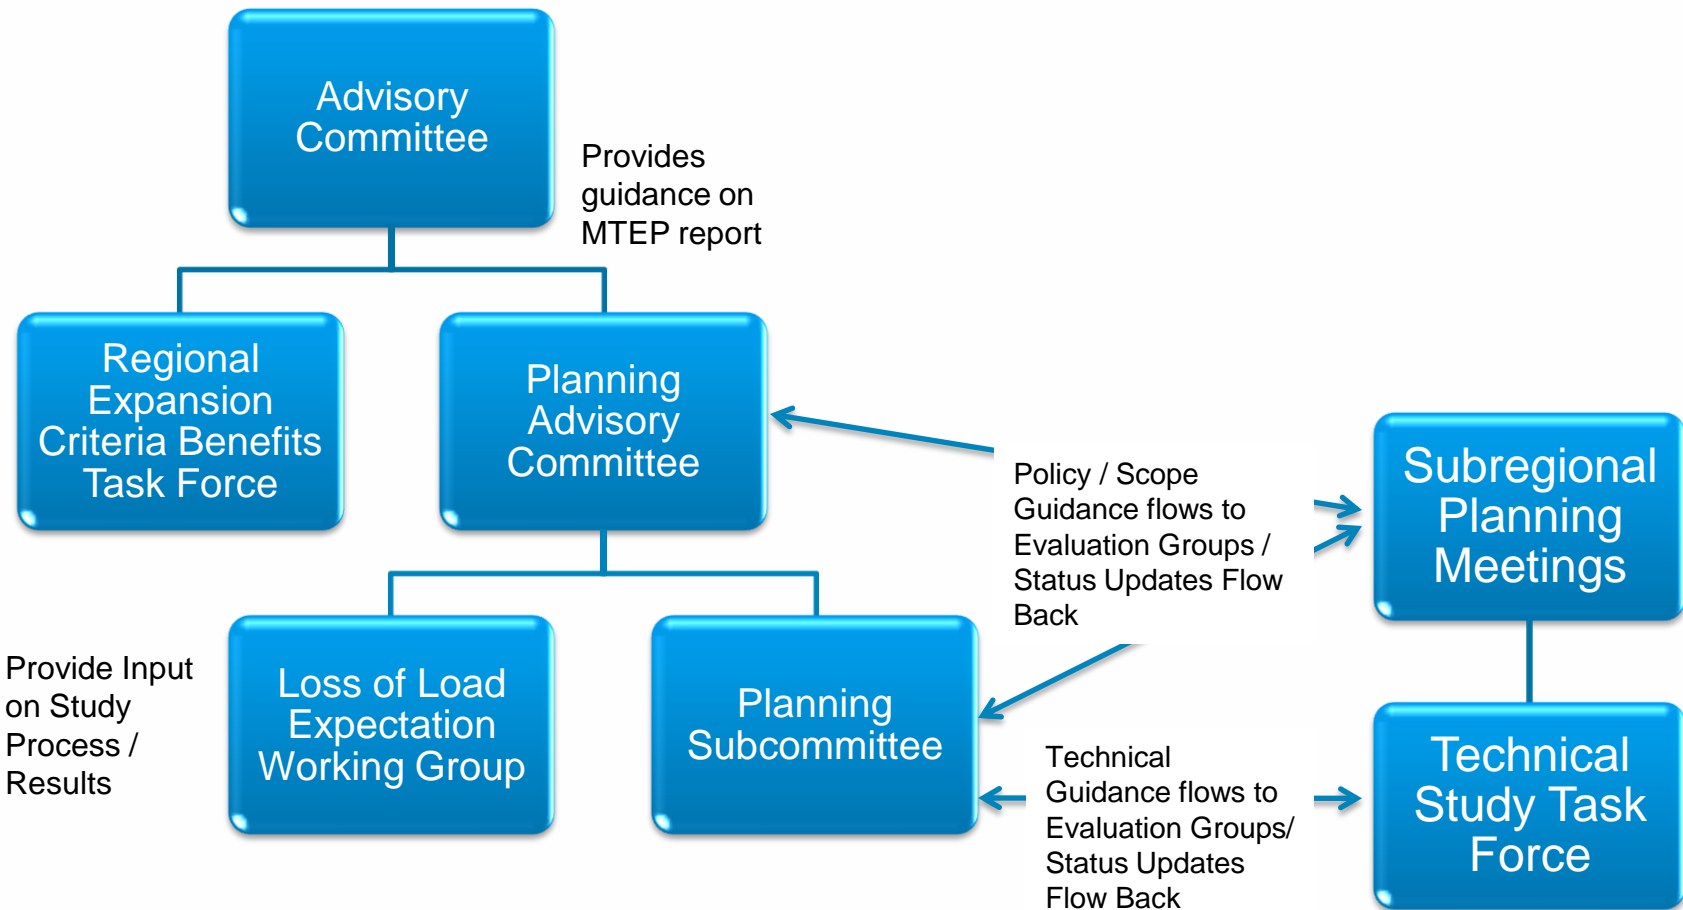 Advisory
Committee
Provides
guidance on
MTEP report
Regional
Expansion
Criteria Benefits
Task Force
Planning
Advisory
Committee
Policy / Scope
Guidance flows to
Evaluation Groups /
Status Updates Flow
Back
Subregional
Planning
Meetings
Provide Input
on Study
Process /
Results
Loss of Load
Expectation
Working Group
Planning
Subcommittee
Technical
Guidance flows to
Evaluation Groups/
Status Updates
Flow Back
Technical
Study Task
Force